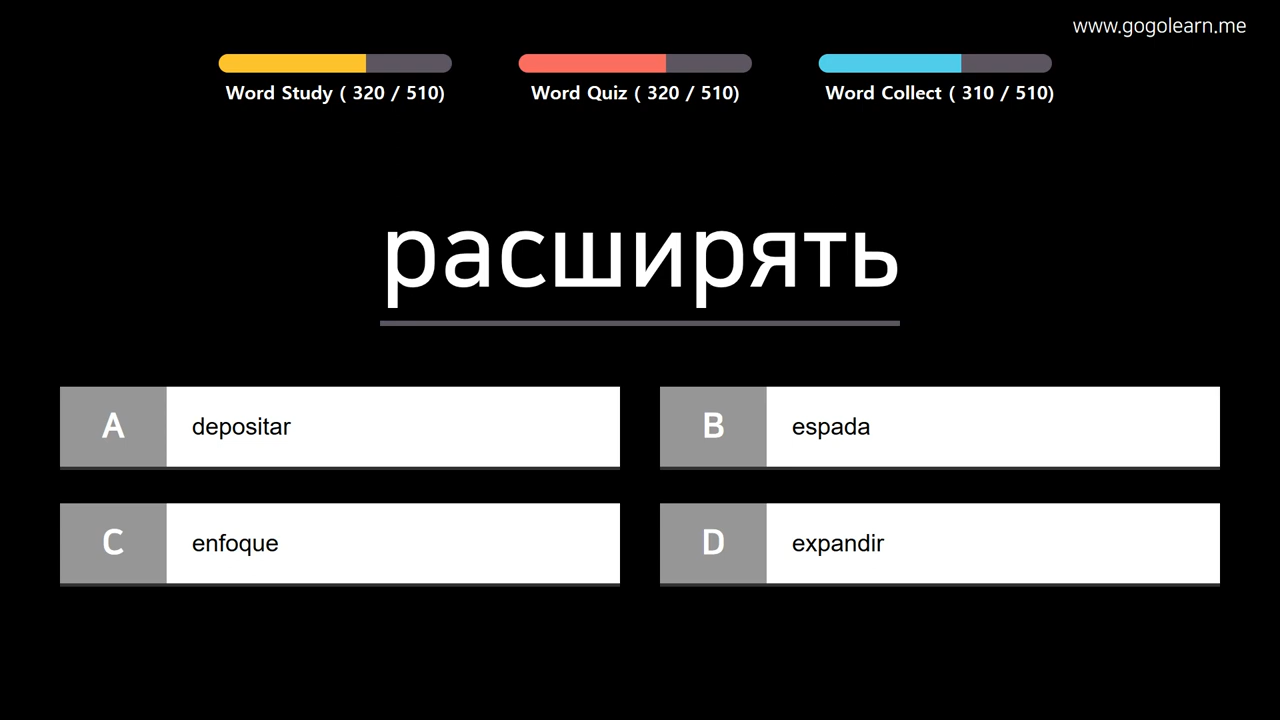 www.gogolearn.me
Word Study ( 320 / 510)
Word Quiz ( 320 / 510)
Word Collect ( 310 / 510)
расширять
A depositar
B espada
C enfoque
D expandir